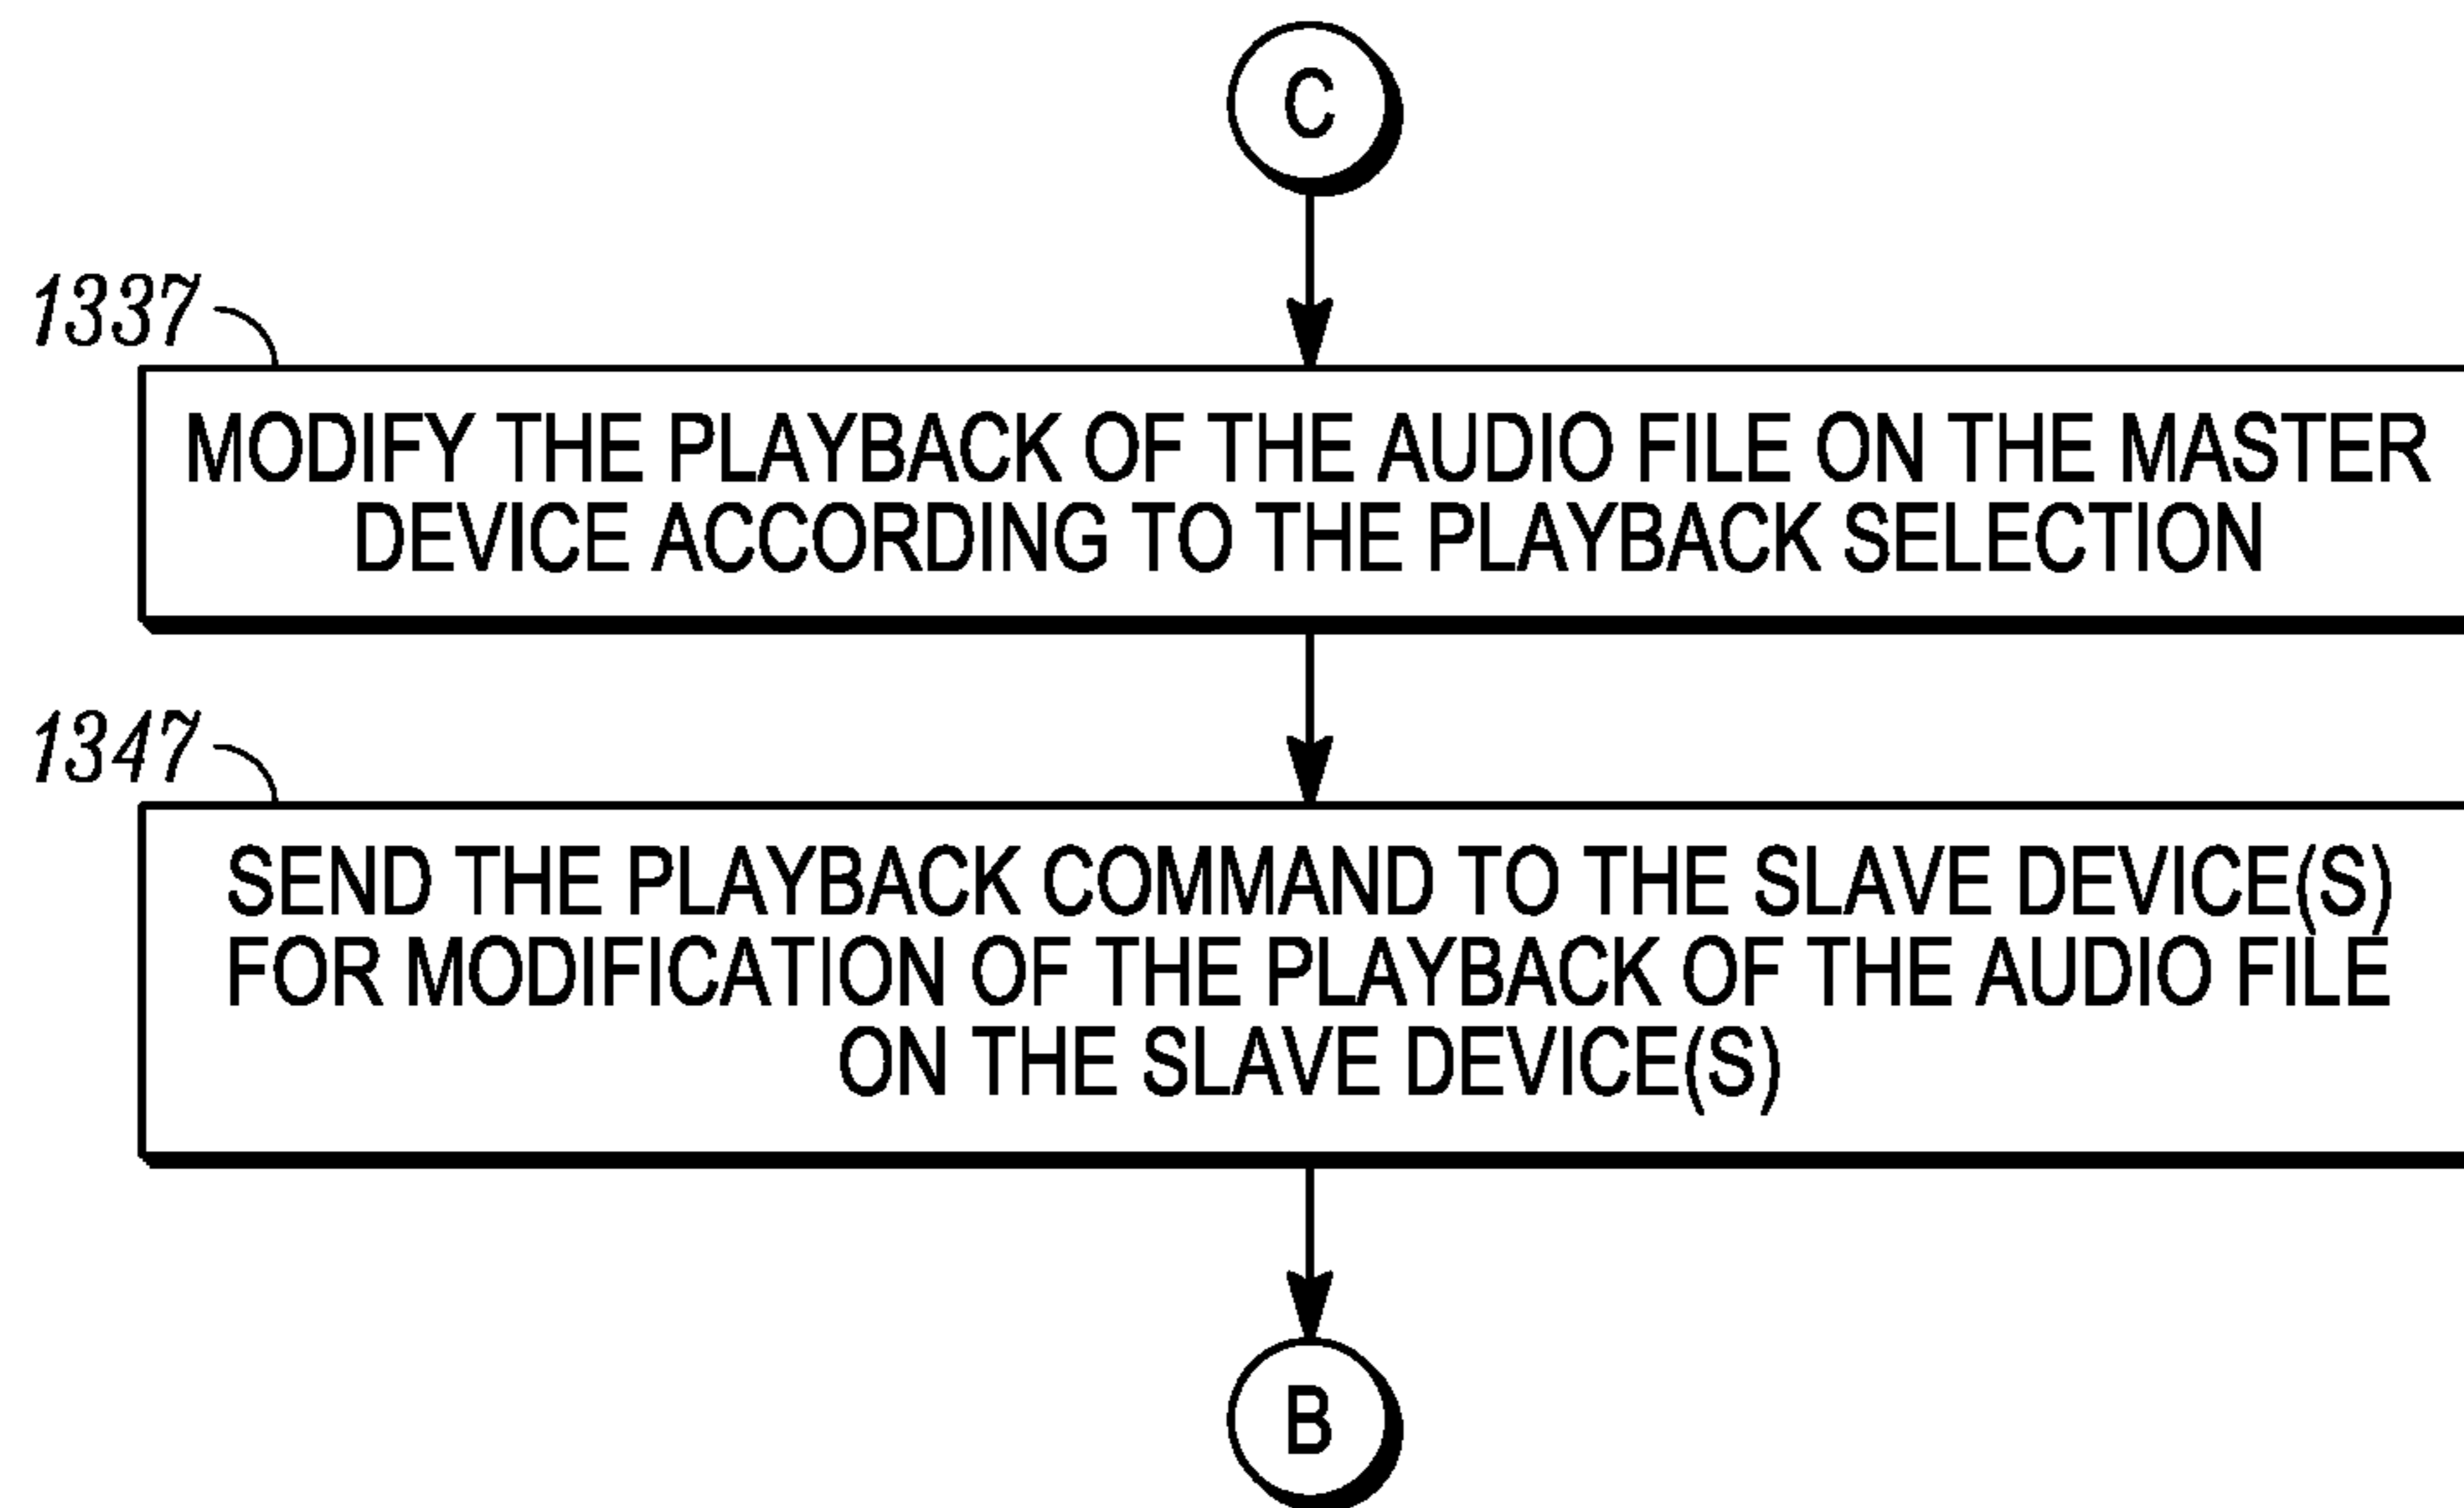 C
1337
MODIFY THE PLAYBACK OF THE AUDIO FILE ON THE MASTER
DEVICE ACCORDING TO THE PLAYBACK SELECTION
1347
SEND THE PLAYBACK COMMAND TO THE SLAVE DEVICE(S)
FOR MODIFICATION OF THE PLAYBACK OF THE AUDIO FILE
ON THE SLAVE DEVICE(S)
B